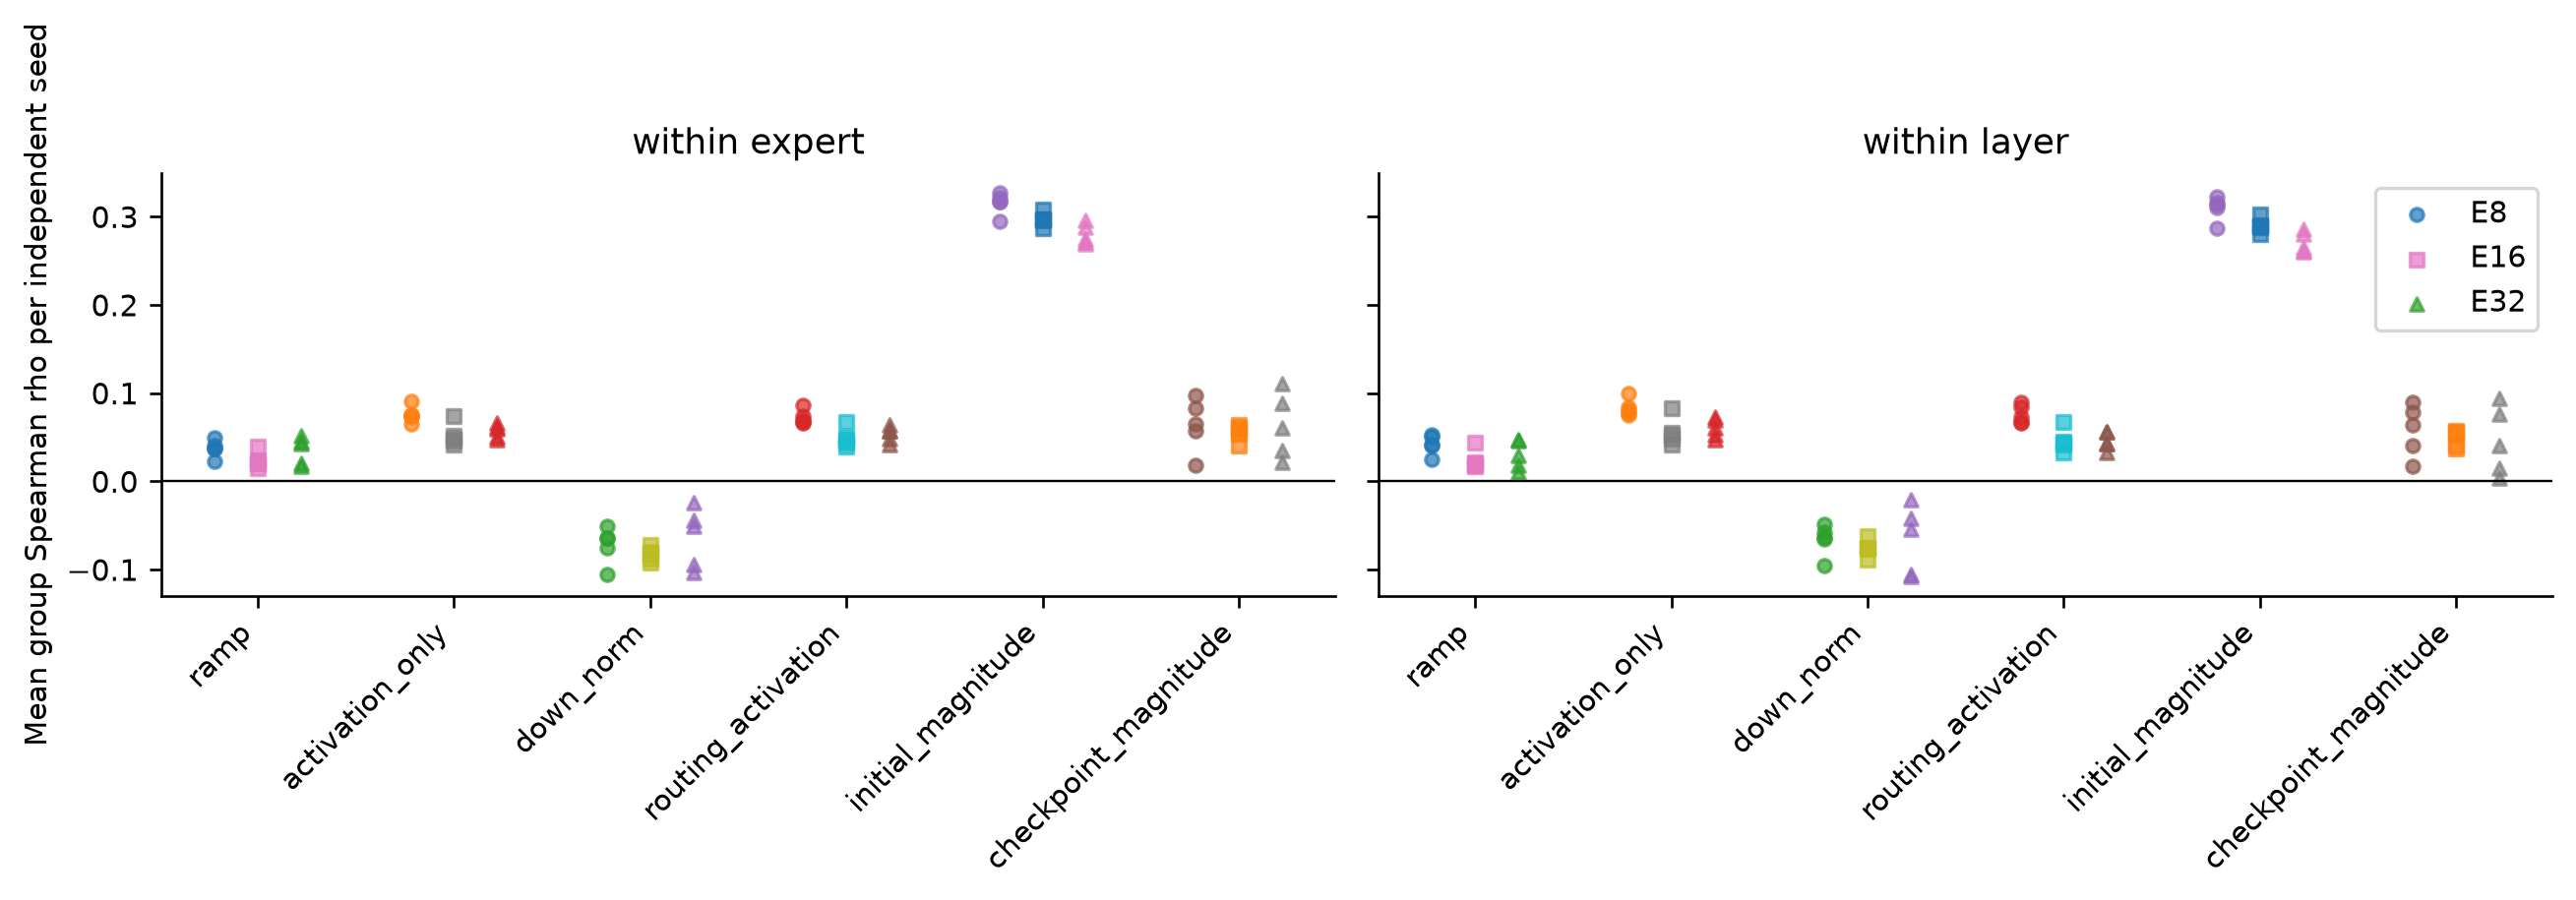 Mean group Spearman rho per independent seed
within expert
0.3
0.2
0.1
0.0
−0.1
ramp
activation_only
down_norm
routing_activation
initial_magnitude
checkpoint_magnitude
within layer
E8
E16
E32
ramp
activation_only
down_norm
routing_activation
initial_magnitude
checkpoint_magnitude